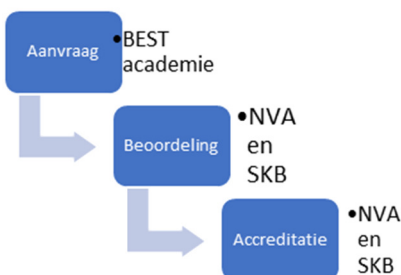 Aanvraag
•BEST
academie
Beoordeling
•NVA
en
SKB
Accreditatie
•NVA
en
SKB